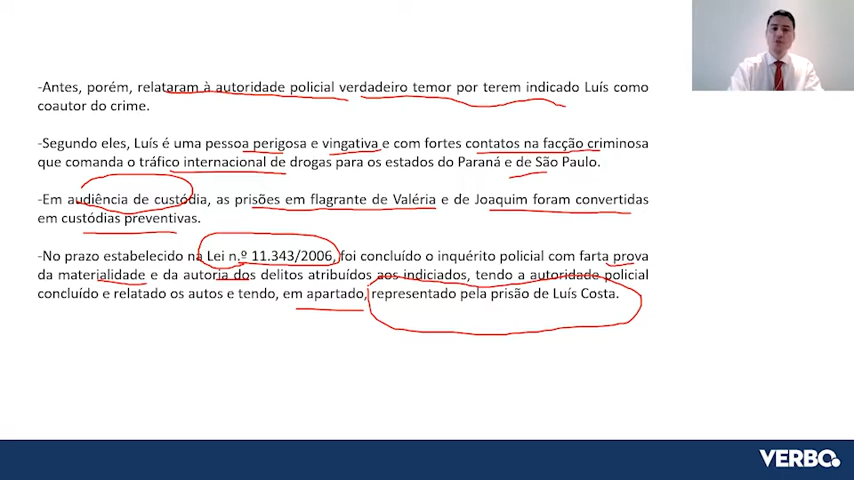 -Antes, porém, relataram à autoridade policial verdadeiro temor por terem indicado Luís como
coautor do crime.
-Segundo eles, Luís é uma pessoa perigosa e vingativa e com fortes contatos na facção criminosa
que comanda o tráfico internacional de drogas para os estados do Paraná e de São Paulo.
-Em audiência de custódia, as prisões em flagrante de Valéria e de Joaquim foram convertidas
em custódias preventivas.
-No prazo estabelecido na Lei n.º 11.343/2006, foi concluído o inquérito policial com farta prova
da materialidade e da autoria dos delitos atribuídos aos indiciados, tendo a autoridade policial
concluído e relatado os autos e tendo, em apartado, representado pela prisão de Luís Costa.
VERBO.